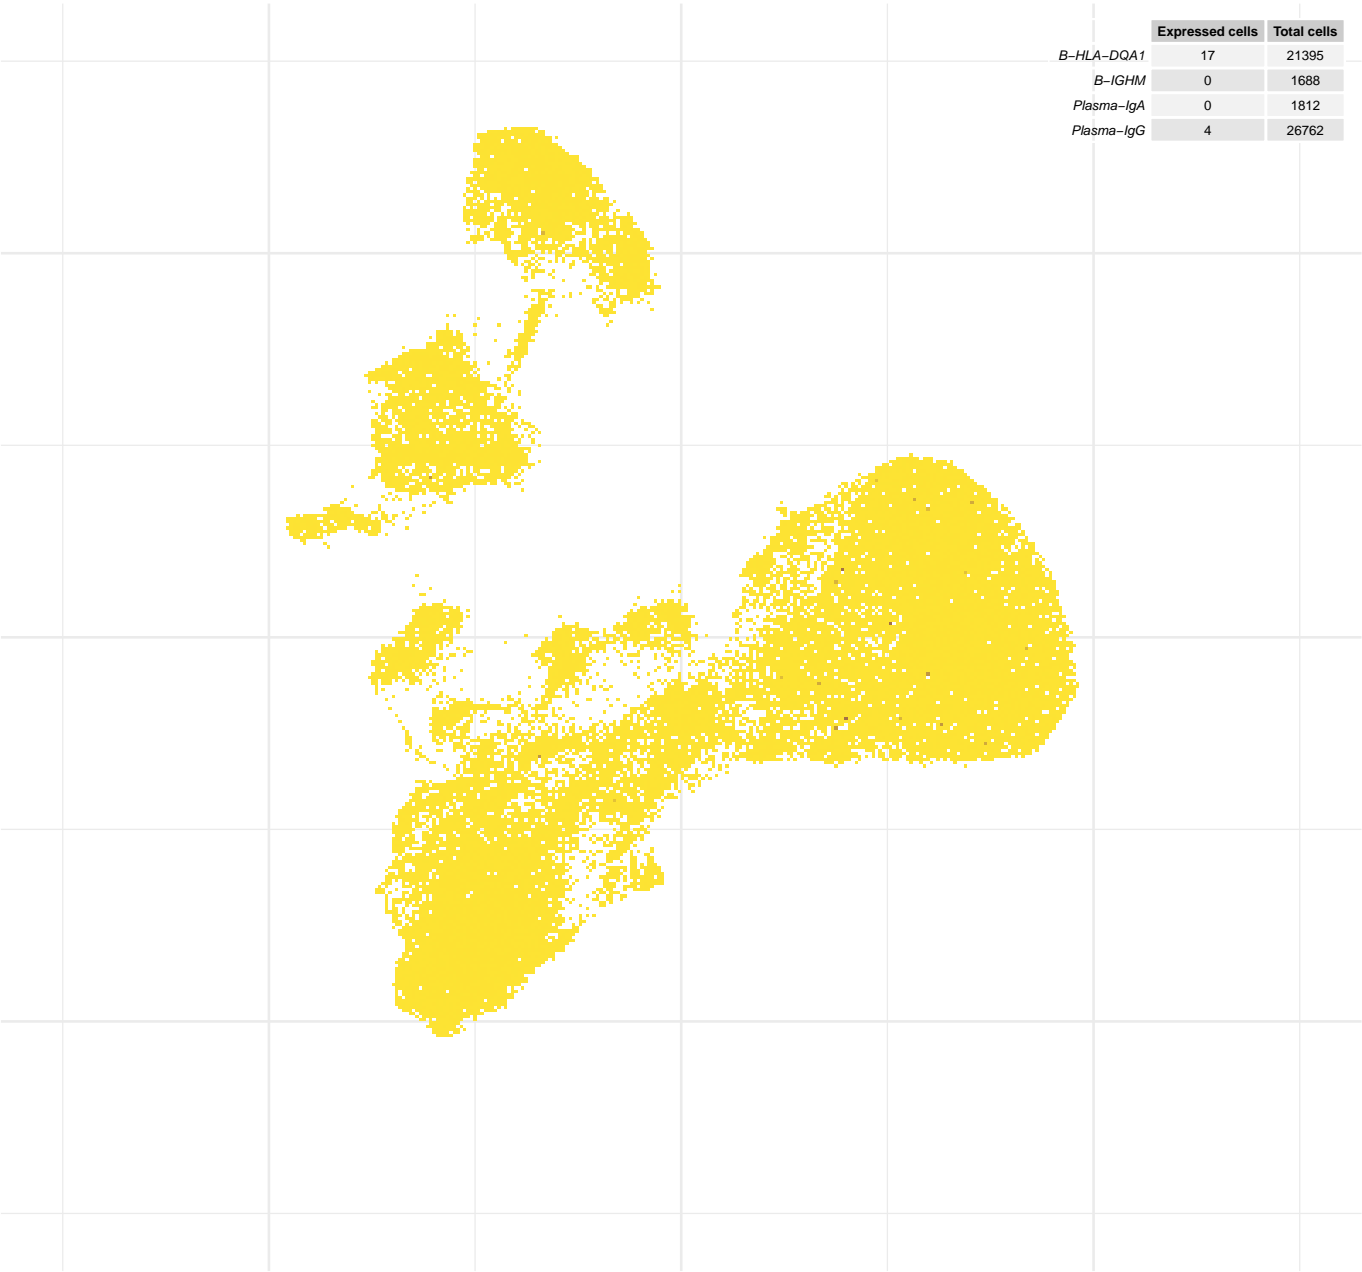 Expressed cells Total cells
B−HLA−DQA1 17 21395
B−IGHM 0 1688
Plasma−IgA 0 1812
Plasma−IgG 4 26762